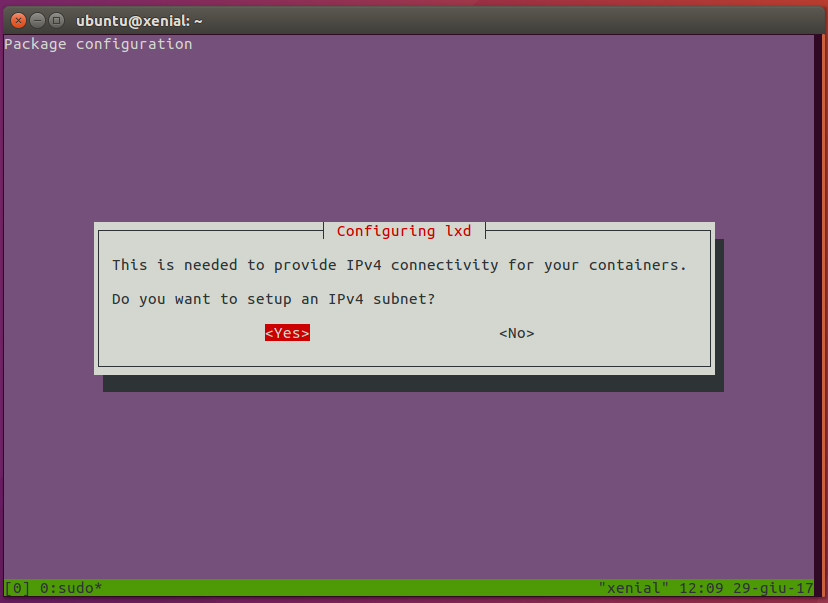 ubuntu@xenial: ~
Package configuration
Configuring lxd
This is needed to provide IPv4 connectivity for your containers.
Do you want to setup an IPv4 subnet?
<Yes> <No>
[0] 0:sudo* "xenial" 12:09 29-giu-17